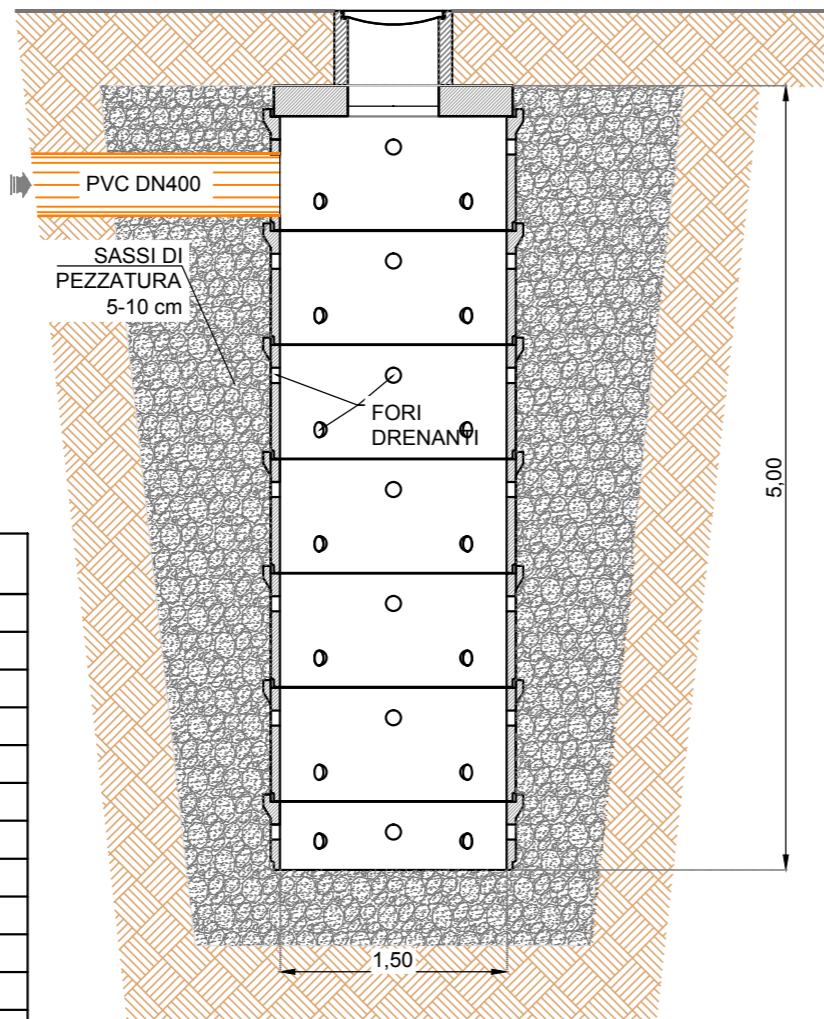 PVC DN400
SASSI DI
PEZZATURA
5-10 cm
FORI
DRENANTI
5,00
1,50